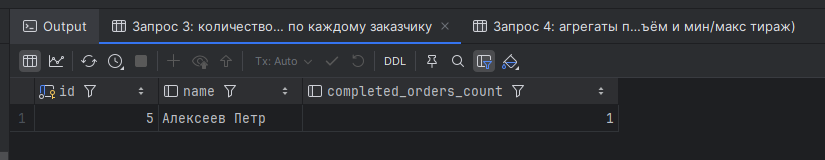 Output Запрос 3: количество... по каждому заказчику Запрос 4: агрегаты п...ъём и мин/макс тираж)
Tx: Auto DDL
id name completed_orders_count
1 5 Алексеев Петр 1